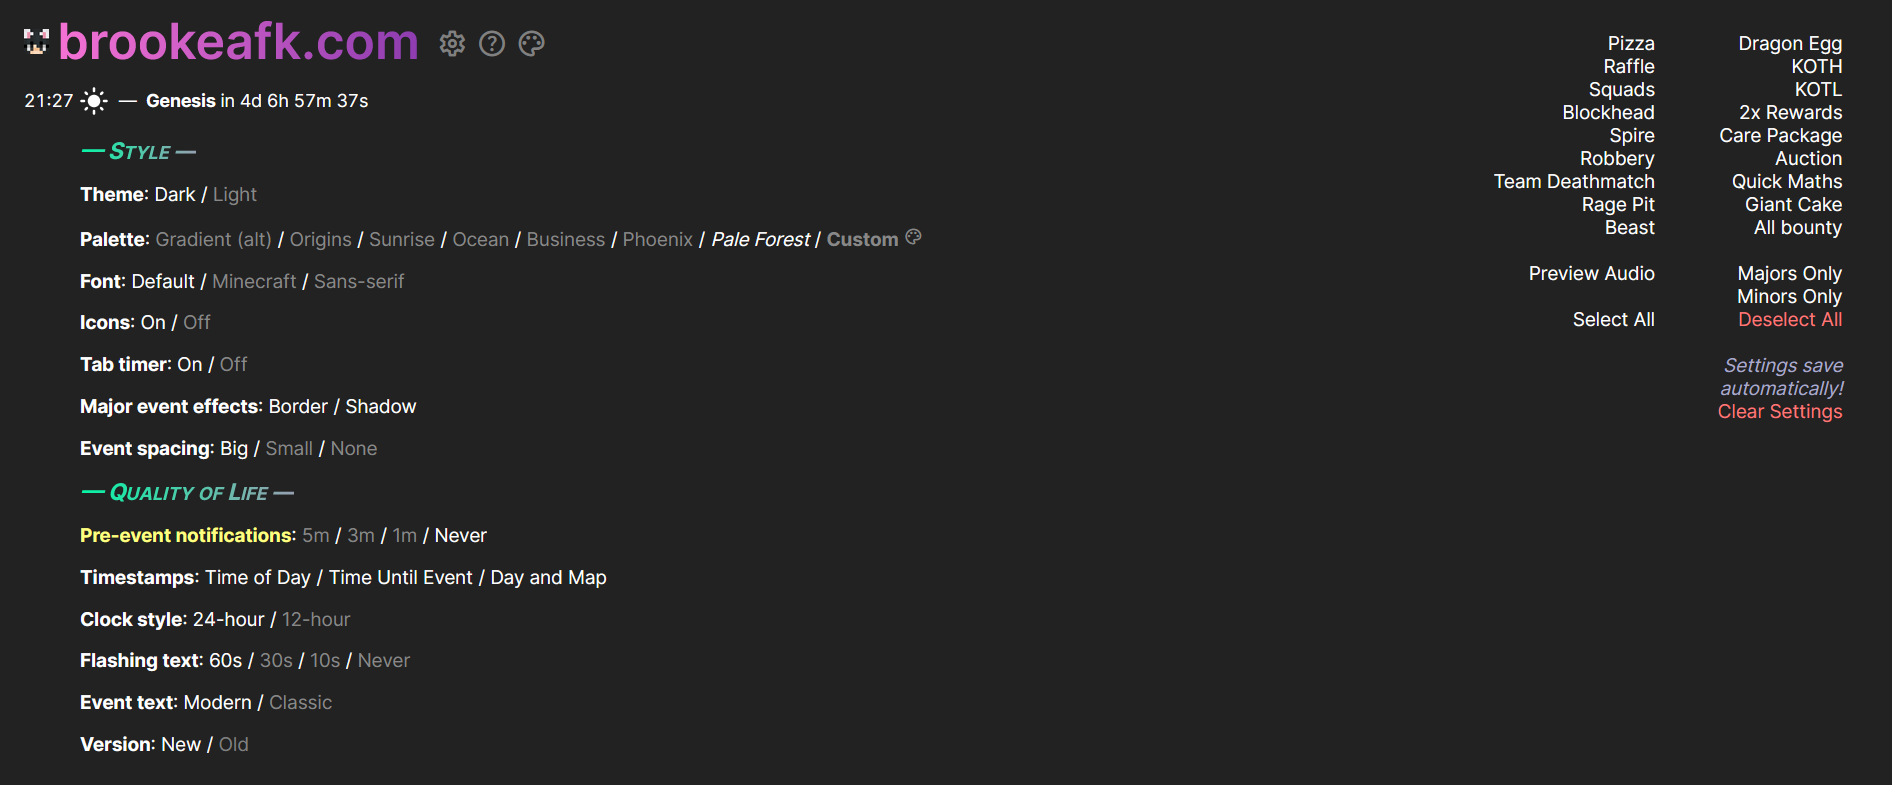 brookeafk.com
21:27 — Genesis in 4d 6h 57m 37s
— STYLE —
Theme: Dark / Light
Palette: Gradient (alt) / Origins / Sunrise / Ocean / Business / Phoenix / Pale Forest / Custom
Font: Default / Minecraft / Sans-serif
Icons: On / Off
Tab timer: On / Off
Major event effects: Border / Shadow
Event spacing: Big / Small / None
— QUALITY OF LIFE —
Pre-event notifications: 5m / 3m / 1m / Never
Timestamps: Time of Day / Time Until Event / Day and Map
Clock style: 24-hour / 12-hour
Flashing text: 60s / 30s / 10s / Never
Event text: Modern / Classic
Version: New / Old
Pizza
Raffle
Squads
Blockhead
Spire
Robbery
Team Deathmatch
Rage Pit
Beast
Preview Audio
Select All
Dragon Egg
KOTH
KOTL
2x Rewards
Care Package
Auction
Quick Maths
Giant Cake
All bounty
Majors Only
Minors Only
Deselect All
Settings save
automatically!
Clear Settings